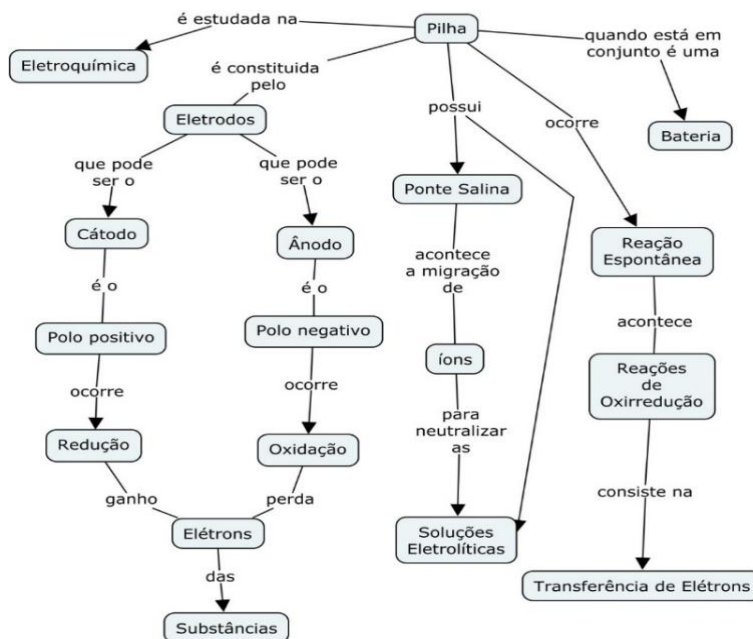 é estudada na
Pilha
quando está em
conjunto é uma
Eletroquímica
é constituida
pelo
Eletrodos
possui
ocorre
Bateria
que pode
ser o
que pode
ser o
Ponte Salina
Cátodo
Ânodo
Reação
Espontânea
é o
é o
acontece
a migração
de
Polo positivo
Polo negativo
acontece
íons
Reações
de
Oxirredução
ocorre
ocorre
para
neutralizar
as
Redução
Oxidação
ganho
perda
consiste na
Elétrons
Soluções
Eletrolíticas
das
Transferência de Elétrons
Substâncias